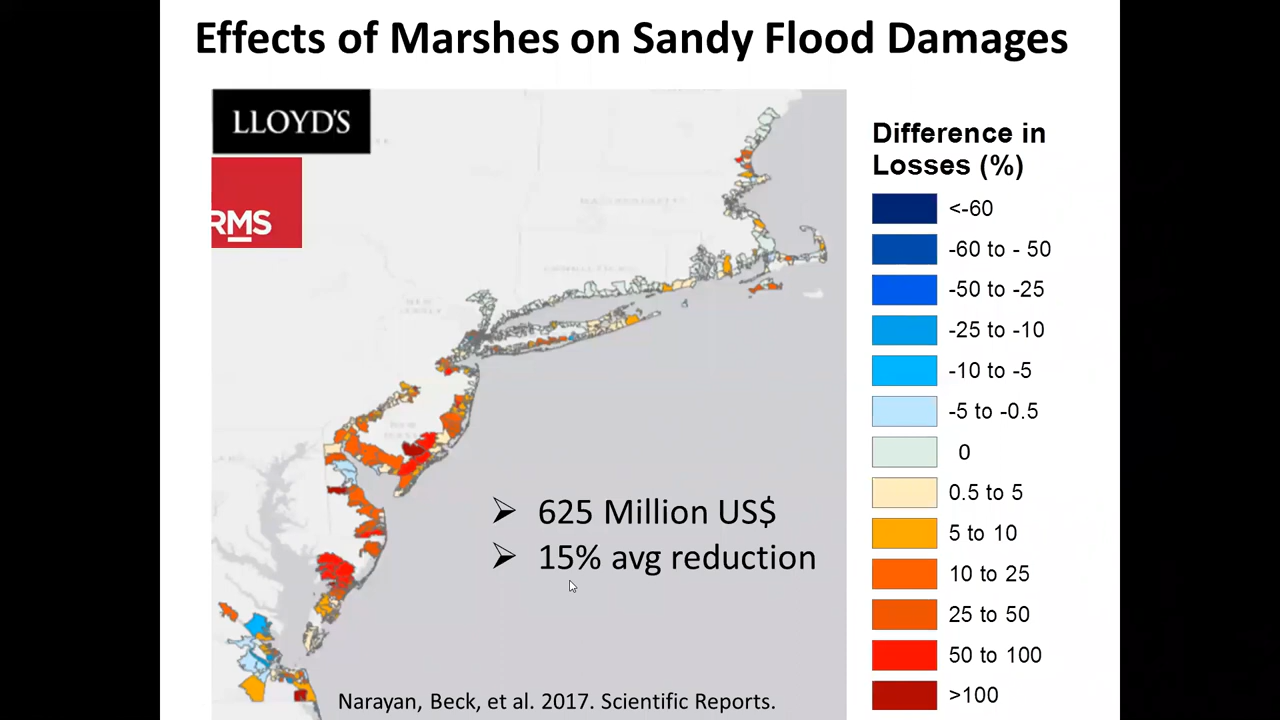 Effects of Marshes on Sandy Flood Damages
LLOYD'S
RMS
Difference in
Losses (%)
<-60
-60 to - 50
-50 to -25
-25 to -10
-10 to -5
-5 to -0.5
0
0.5 to 5
5 to 10
10 to 25
25 to 50
50 to 100
>100
➢ 625 Million US$
➢ 15% avg reduction
Narayan, Beck, et al. 2017. Scientific Reports.